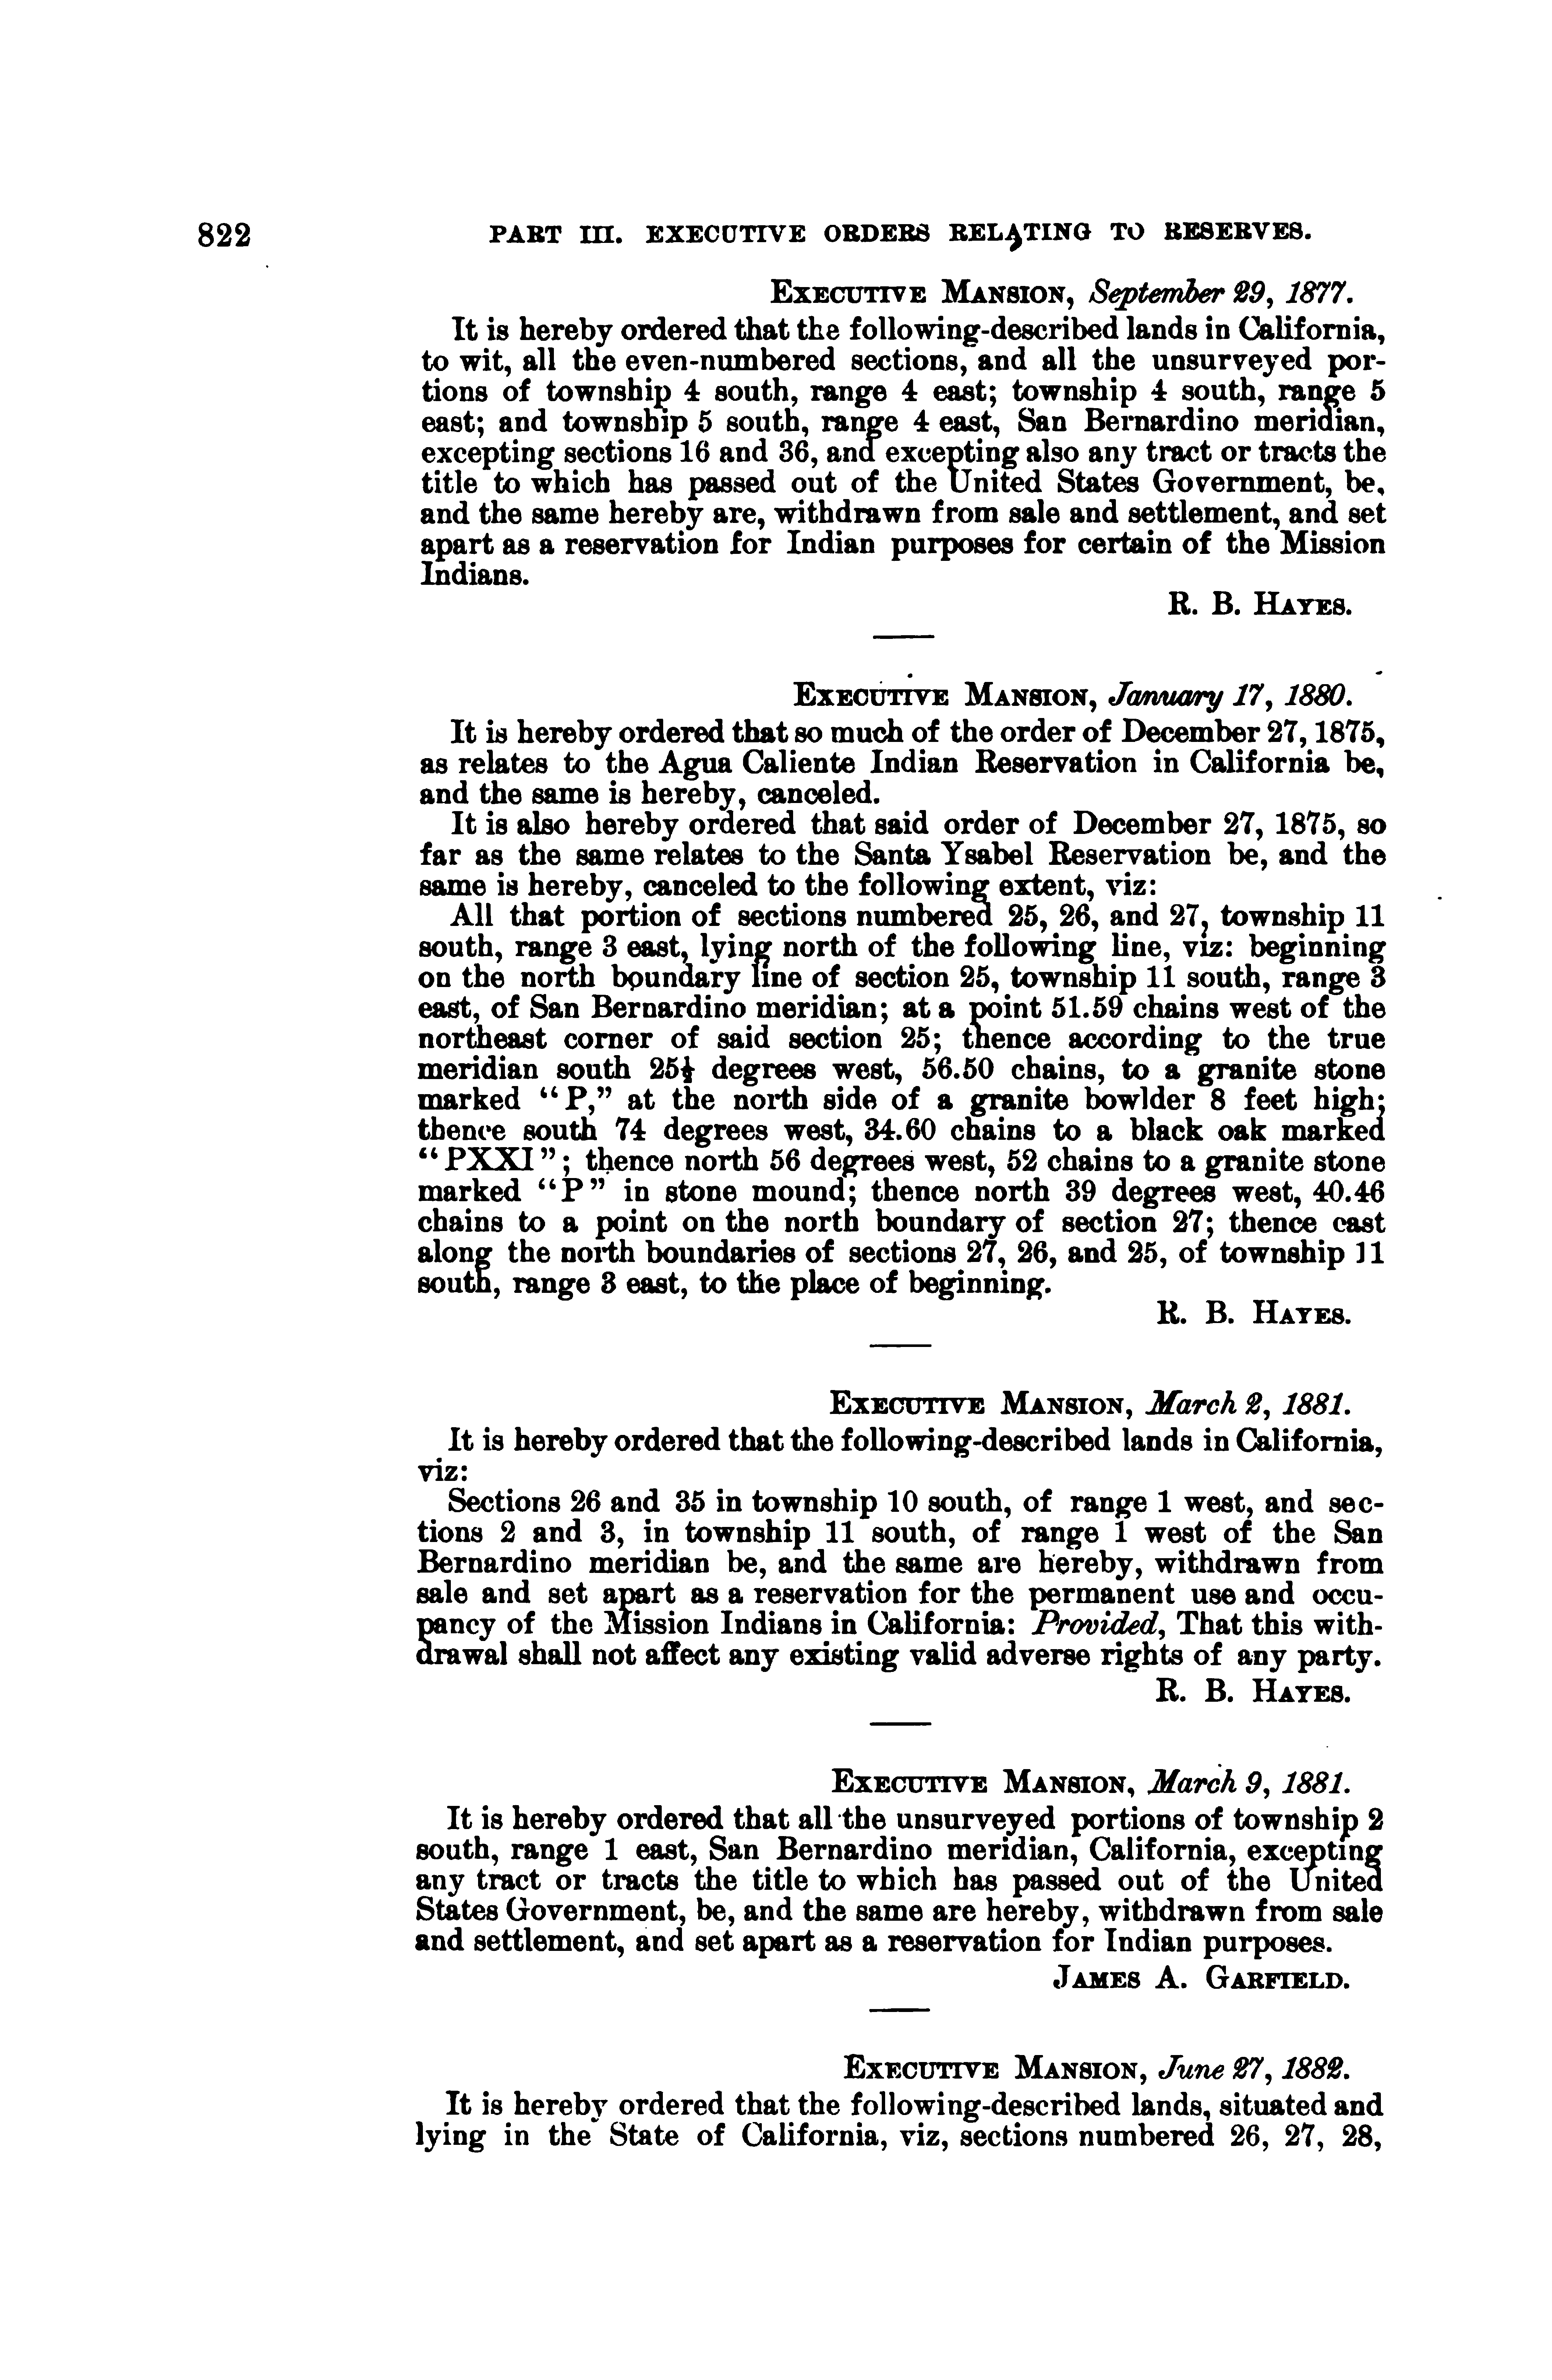 822 PART III. EXECUTIVE ORDERS RELATING TO RESERVES.
EXECUTIVE MANSION, September 29, 1877.
It is hereby ordered that the following-described lands in California,
to wit, all the even-numbered sections, and all the unsurveyed por-
tions of township 4 south, range 4 east; township 4 south, range 5
east; and township 5 south, range 4 east, San Bernardino meridian,
excepting sections 16 and 36, and excepting also any tract or tracts the
title to which has passed out of the United States Government, be,
and the same hereby are, withdrawn from sale and settlement, and set
apart as a reservation for Indian purposes for certain of the Mission
Indians.
R. B. HAYES.
EXECUTIVE MANSION, January 17, 1880.
It is hereby ordered that so much of the order of December 27, 1875,
as relates to the Agua Caliente Indian Reservation in California be,
and the same is hereby, canceled.
It is also hereby ordered that said order of December 27, 1875, so
far as the same relates to the Santa Ysabel Reservation be, and the
same is hereby, canceled to the following extent, viz:
All that portion of sections numbered 25, 26, and 27, township 11
south, range 3 east, lying north of the following line, viz: beginning
on the north boundary line of section 25, township 11 south, range 3
east, of San Bernardino meridian; at a point 51.59 chains west of the
northeast corner of said section 25; thence according to the true
meridian south 25½ degrees west, 56.50 chains, to a granite stone
marked "P," at the north side of a granite bowlder 8 feet high;
thence south 74 degrees west, 34.60 chains to a black oak marked
"PXXI"; thence north 56 degrees west, 52 chains to a granite stone
marked "P" in stone mound; thence north 39 degrees west, 40.46
chains to a point on the north boundary of section 27; thence east
along the north boundaries of sections 27, 26, and 25, of township 11
south, range 3 east, to the place of beginning.
R. B. HAYES.
EXECUTIVE MANSION, March 2, 1881.
It is hereby ordered that the following-described lands in California,
viz:
Sections 26 and 35 in township 10 south, of range 1 west, and sec-
tions 2 and 3, in township 11 south, of range 1 west of the San
Bernardino meridian be, and the same are hereby, withdrawn from
sale and set apart as a reservation for the permanent use and occu-
pancy of the Mission Indians in California: Provided, That this with-
drawal shall not affect any existing valid adverse rights of any party.
R. B. HAYES.
EXECUTIVE MANSION, March 9, 1881.
It is hereby ordered that all the unsurveyed portions of township 2
south, range 1 east, San Bernardino meridian, California, excepting
any tract or tracts the title to which has passed out of the United
States Government, be, and the same are hereby, withdrawn from sale
and settlement, and set apart as a reservation for Indian purposes.
JAMES A. GARFIELD.
EXECUTIVE MANSION, June 27, 1882.
It is hereby ordered that the following-described lands, situated and
lying in the State of California, viz, sections numbered 26, 27, 28,